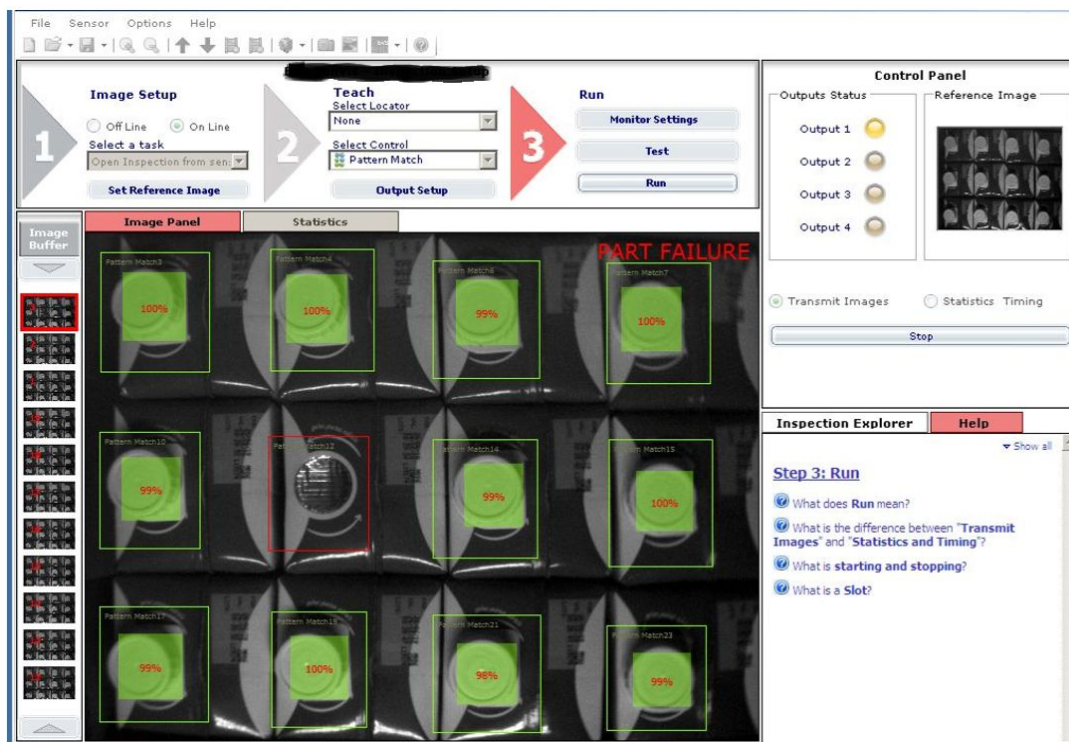 File Sensor Options Help
1
Image Setup
Off Line On Line
Select a task
Open Inspection from sen:
Set Reference Image
2
Teach
Select Locator
None
Select Control
Pattern Match
Output Setup
3
Run
Monitor Settings
Test
Run
Control Panel
Outputs Status
Output 1
Output 2
Output 3
Output 4
Reference Image
Transmit Images Statistics Timing
Stop
Image Buffer
Image Panel Statistics
PART FAILURE
Pattern Match3
100%
Pattern Match4
100%
Pattern Match6
99%
Pattern Match7
100%
Pattern Match10
99%
Pattern Match12
Pattern Match14
99%
Pattern Match15
100%
Pattern Match17
99%
Pattern Match19
100%
Pattern Match21
98%
Pattern Match23
99%
Inspection Explorer Help
Show all
Step 3: Run
What does Run mean?
What is the difference between "Transmit
Images" and "Statistics and Timing"?
What is starting and stopping?
What is a Slot?